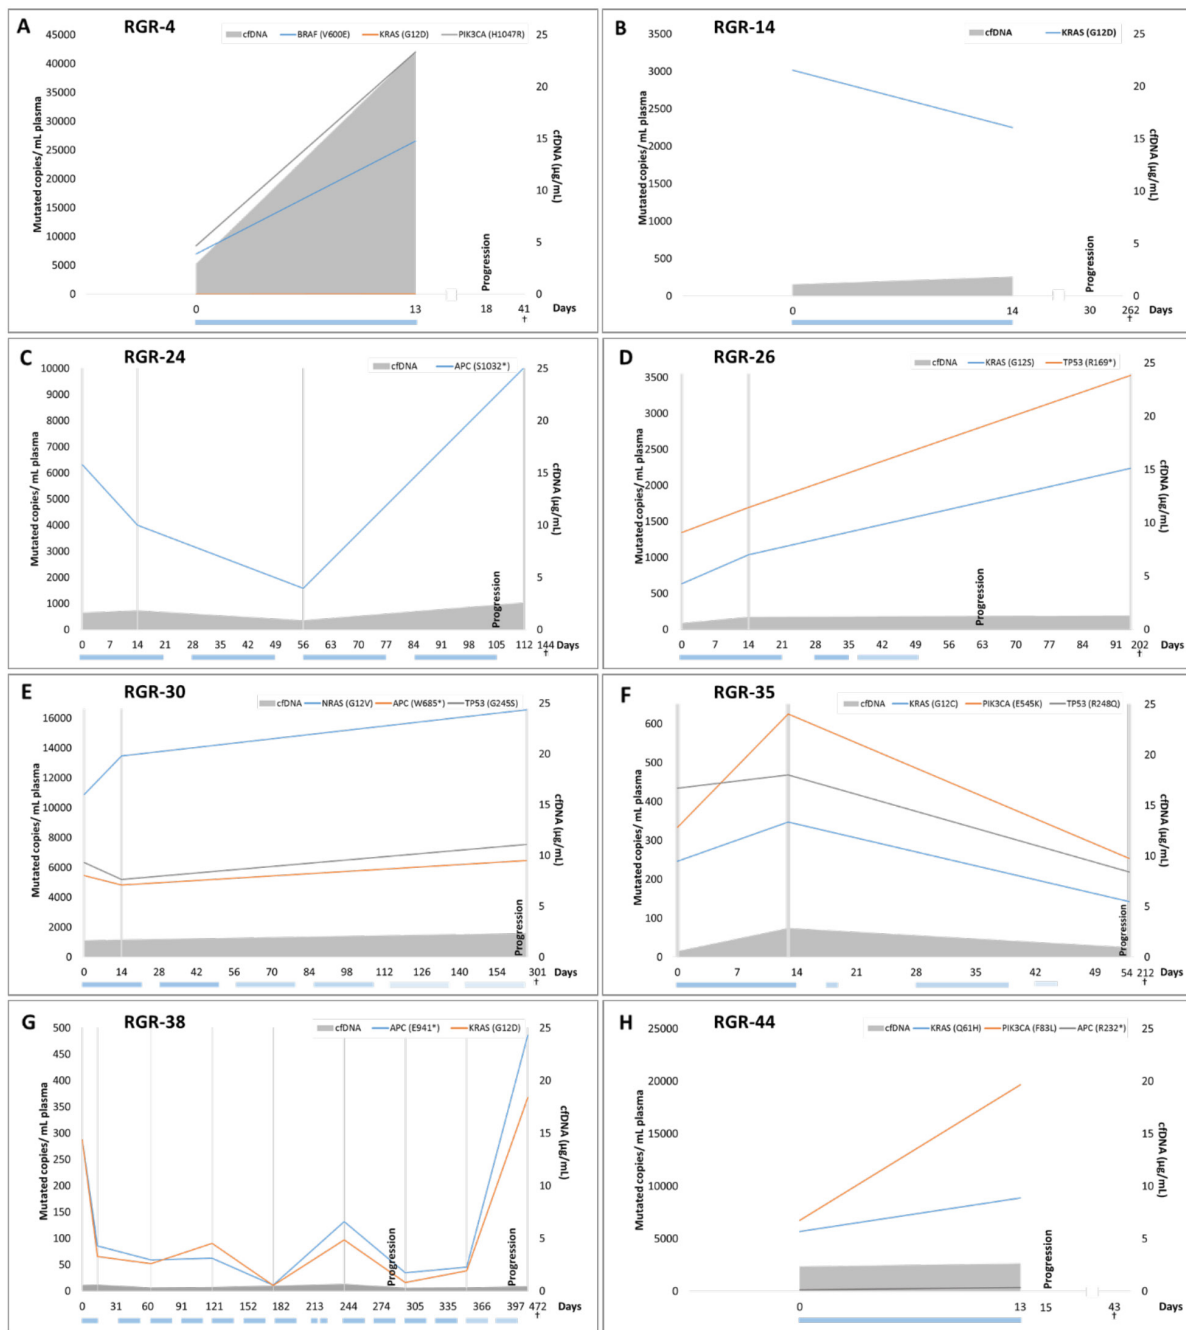 A RGR-4
cfDNA BRAF (V600E) KRAS (G12D) PIK3CA (H1047R)
Mutated copies/ mL plasma
45000
40000
35000
30000
25000
20000
15000
10000
5000
0
25
20
15
10
5
0
cfDNA (µg/mL)
Progression
0 13 18 41 Days
†
B RGR-14
cfDNA KRAS (G12D)
Mutated copies/ mL plasma
3500
3000
2500
2000
1500
1000
500
0
25
20
15
10
5
0
cfDNA (µg/mL)
Progression
0 14 30 262 Days
†
C RGR-24
cfDNA APC (S1032*)
Mutated copies/ mL plasma
10000
9000
8000
7000
6000
5000
4000
3000
2000
1000
0
25
20
15
10
5
0
cfDNA (µg/mL)
Progression
0 7 14 21 28 35 42 49 56 63 70 77 84 91 98 105 112 144 Days
†
D RGR-26
cfDNA KRAS (G12S) TP53 (R169*)
Mutated copies/ mL plasma
3500
3000
2500
2000
1500
1000
500
0
25
20
15
10
5
0
cfDNA (µg/mL)
Progression
0 7 14 21 28 35 42 49 56 63 70 77 84 91 202 Days
†
E RGR-30
cfDNA NRAS (G12V) APC (W685*) TP53 (G245S)
Mutated copies/ mL plasma
16000
14000
12000
10000
8000
6000
4000
2000
0
25
20
15
10
5
0
cfDNA (µg/mL)
Progression
0 14 28 42 56 70 84 98 112 126 140 154 301 Days
†
F RGR-35
cfDNA KRAS (G12C) PIK3CA (E545K) TP53 (R248Q)
Mutated copies/ mL plasma
600
500
400
300
200
100
0
25
20
15
10
5
0
cfDNA (µg/mL)
Progression
0 7 14 21 28 35 42 49 54 212 Days
†
G RGR-38
cfDNA APC (E941*) KRAS (G12D)
Mutated copies/ mL plasma
500
450
400
350
300
250
200
150
100
50
0
25
20
15
10
5
0
cfDNA (µg/mL)
Progression
Progression
0 31 60 91 121 152 182 213 244 274 305 335 366 397 472 Days
†
H RGR-44
cfDNA KRAS (Q61H) PIK3CA (F83L) APC (R232*)
Mutated copies/ mL plasma
25000
20000
15000
10000
5000
0
25
20
15
10
5
0
cfDNA (µg/mL)
Progression
0 13 15 43 Days
†